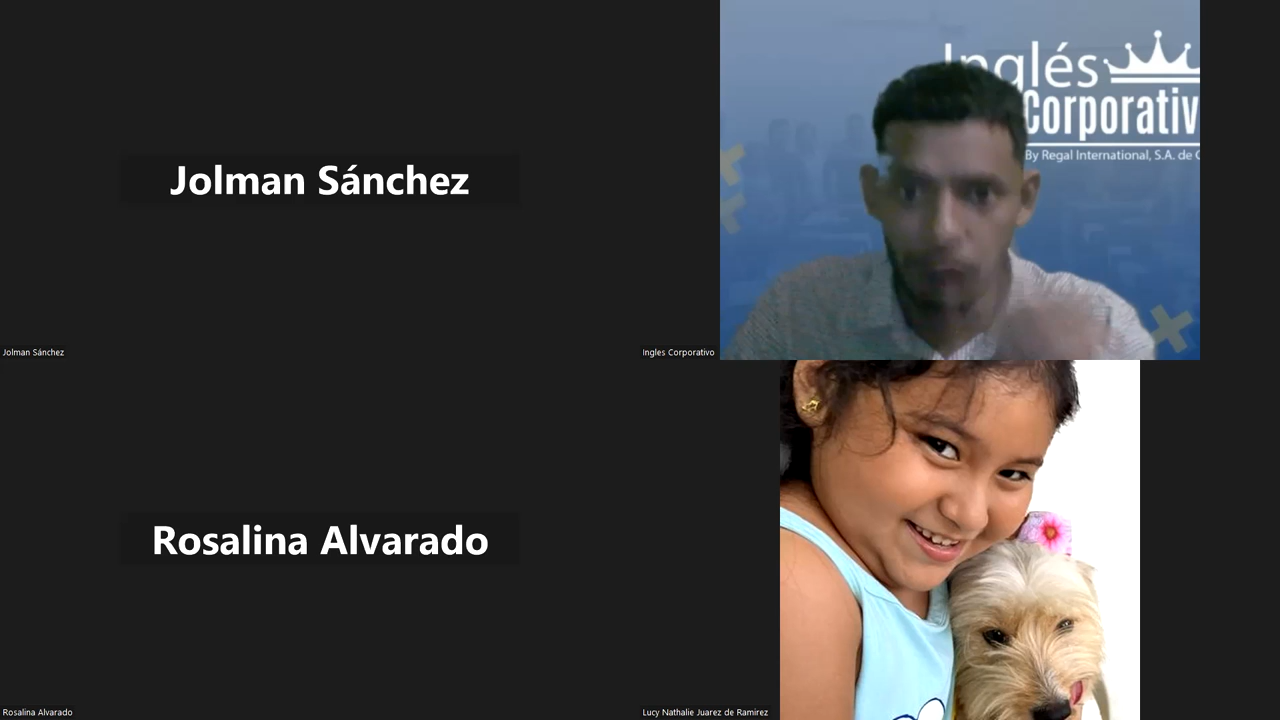 Jolman Sánchez
Jolman Sánchez
Inglés
Corporativ
By Regal International, S.A. de C
Ingles Corporativo
Rosalina Alvarado
Rosalina Alvarado
Lucy Nathalie Juarez de Ramirez